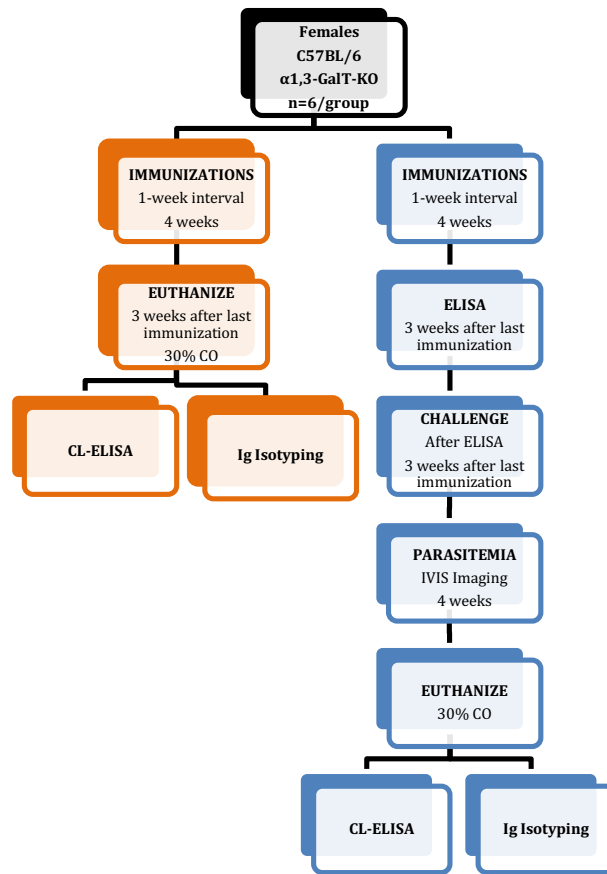 Females
C57BL/6
α1,3-GalT-KO
n=6/group
IMMUNIZATIONS
1-week interval
4 weeks
EUTHANIZE
3 weeks after last
immunization
30% CO
CL-ELISA
Ig Isotyping
IMMUNIZATIONS
1-week interval
4 weeks
ELISA
3 weeks after last
immunization
CHALLENGE
After ELISA
3 weeks after last
immunization
PARASITEMIA
IVIS Imaging
4 weeks
EUTHANIZE
30% CO
CL-ELISA
Ig Isotyping